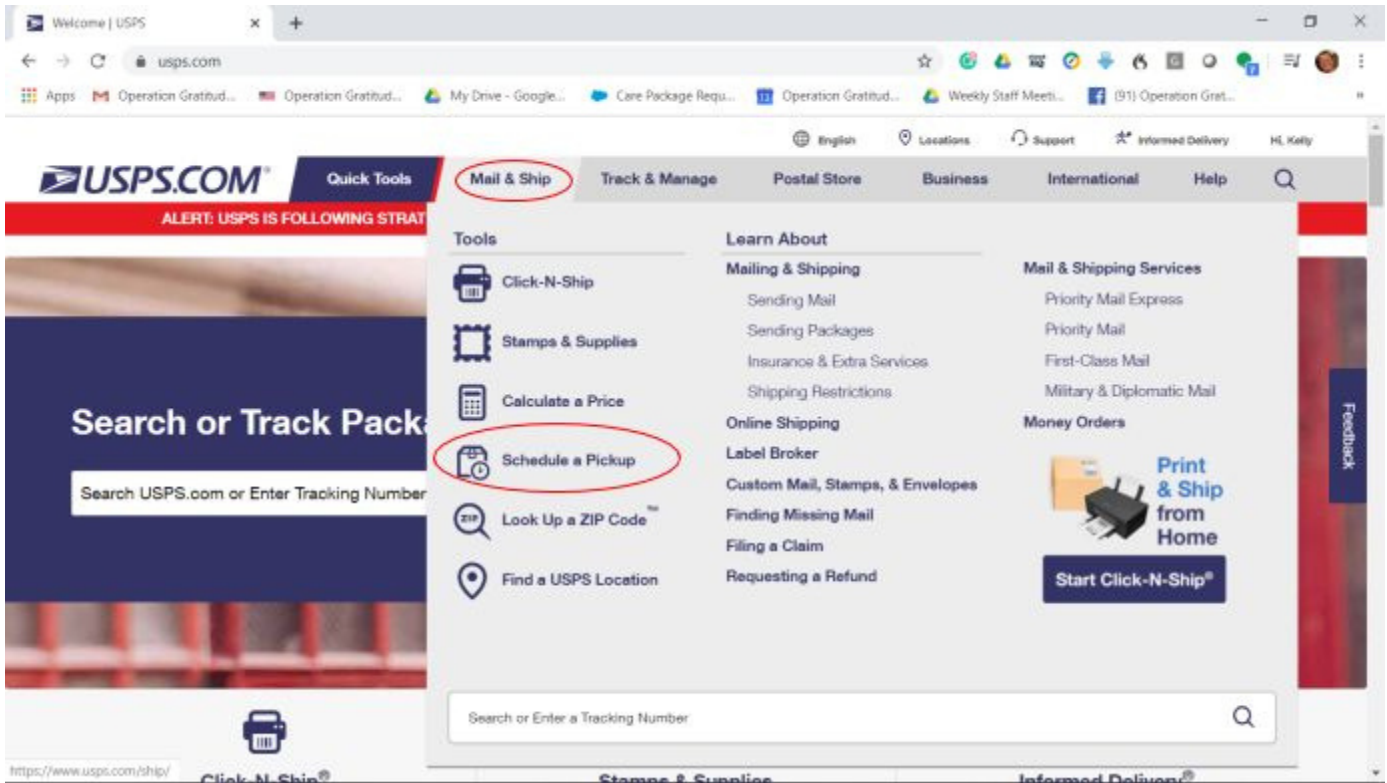 Welcome | USPS
usps.com
Apps
Operation Gratitud...
Operation Gratitud...
My Drive - Google...
Care Package Requ...
Operation Gratitud...
Weekly Staff Meeti...
(91) Operation Grat...
English
Locations
Support
Informed Delivery
Hi, Kelly
USPS.COM®
Quick Tools
Mail & Ship
Track & Manage
Postal Store
Business
International
Help
ALERT: USPS IS FOLLOWING STRAT
Tools
Click-N-Ship
Stamps & Supplies
Calculate a Price
Schedule a Pickup
ZIP
Look Up a ZIP Code™
Find a USPS Location
Learn About
Mailing & Shipping
Sending Mail
Sending Packages
Insurance & Extra Services
Shipping Restrictions
Online Shipping
Label Broker
Custom Mail, Stamps, & Envelopes
Finding Missing Mail
Filing a Claim
Requesting a Refund
Mail & Shipping Services
Priority Mail Express
Priority Mail
First-Class Mail
Military & Diplomatic Mail
Money Orders
Print
& Ship
from
Home
Start Click-N-Ship®
Search or Track Pack
Search USPS.com or Enter Tracking Number
Feedback
Search or Enter a Tracking Number
https://www.usps.com/ship/
Click-N-Ship®
Stamps & Supplies
Informed Delivery®